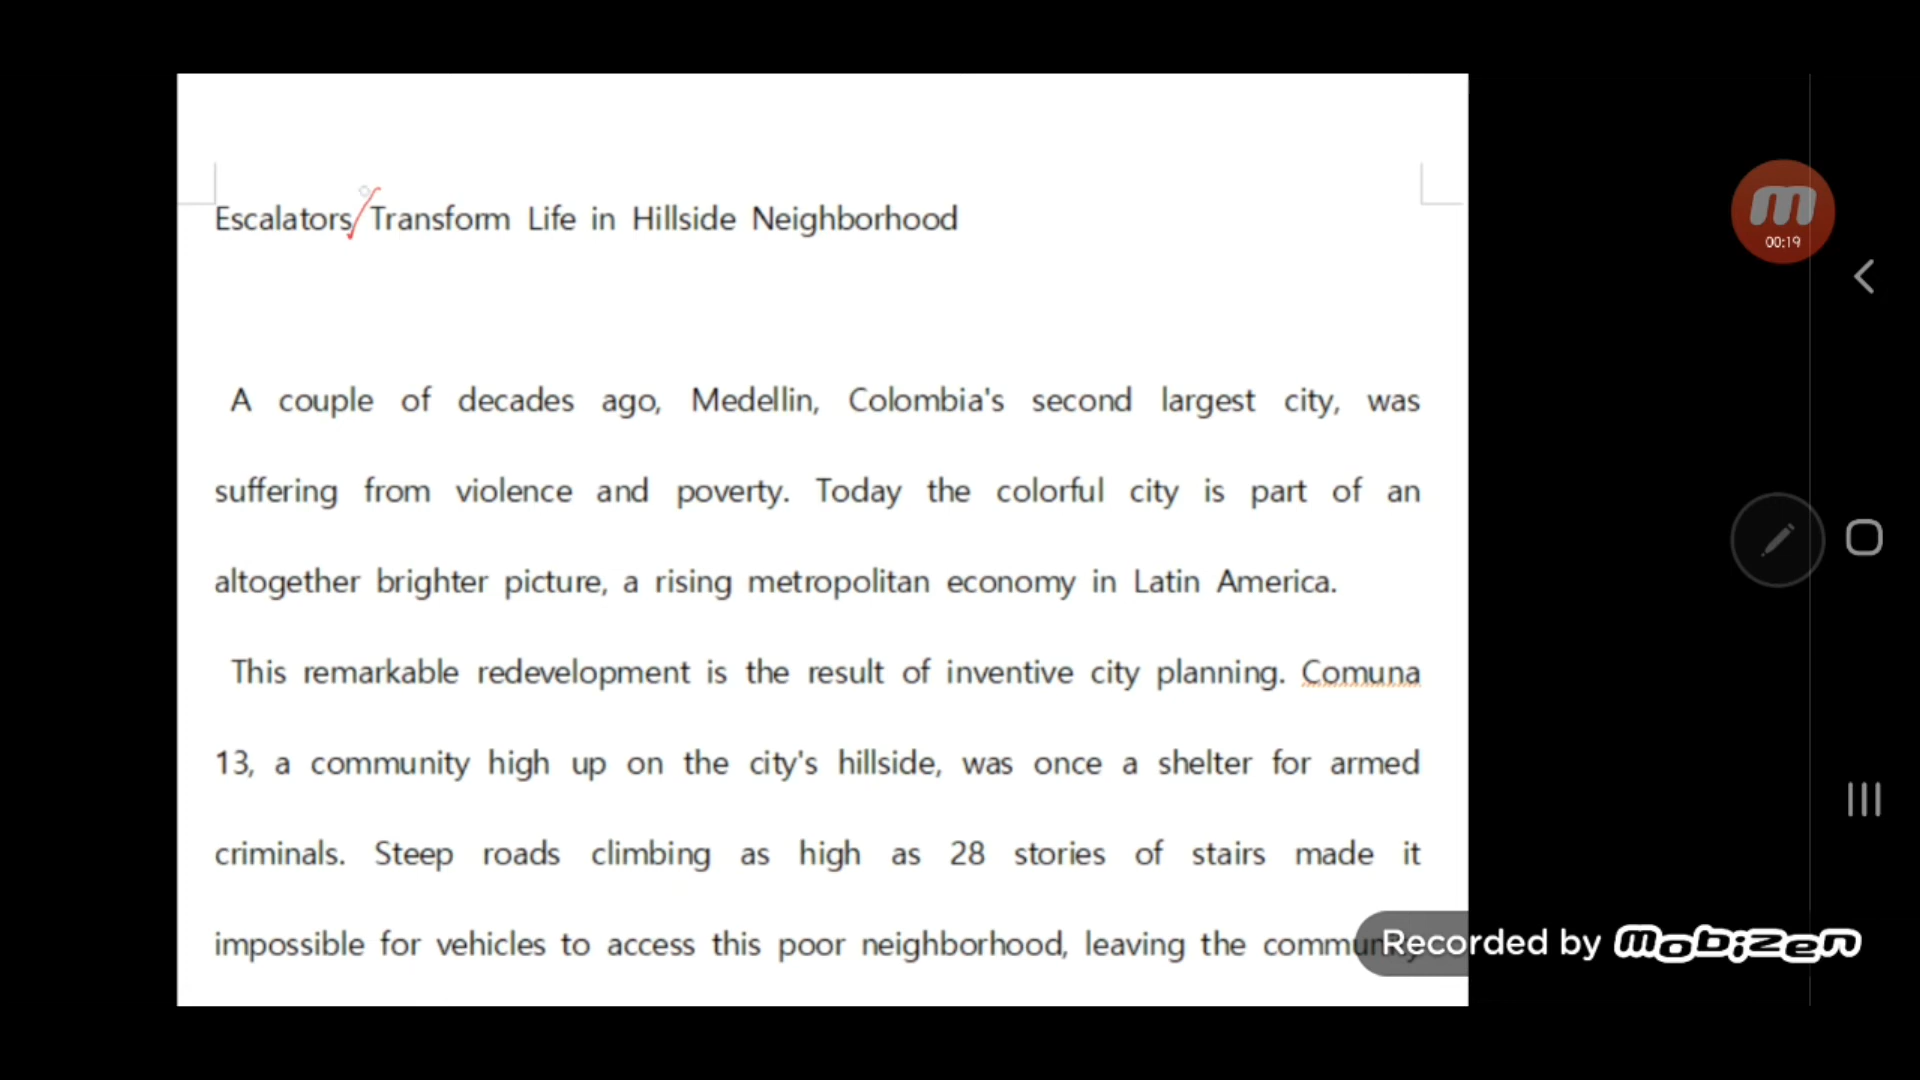 Escalators Transform Life in Hillside Neighborhood
A couple of decades ago, Medellin, Colombia's second largest city, was
suffering from violence and poverty. Today the colorful city is part of an
altogether brighter picture, a rising metropolitan economy in Latin America.
This remarkable redevelopment is the result of inventive city planning. Comuna
13, a community high up on the city's hillside, was once a shelter for armed
criminals. Steep roads climbing as high as 28 stories of stairs made it
impossible for vehicles to access this poor neighborhood, leaving the community
m
00:19
Recorded by mobizen